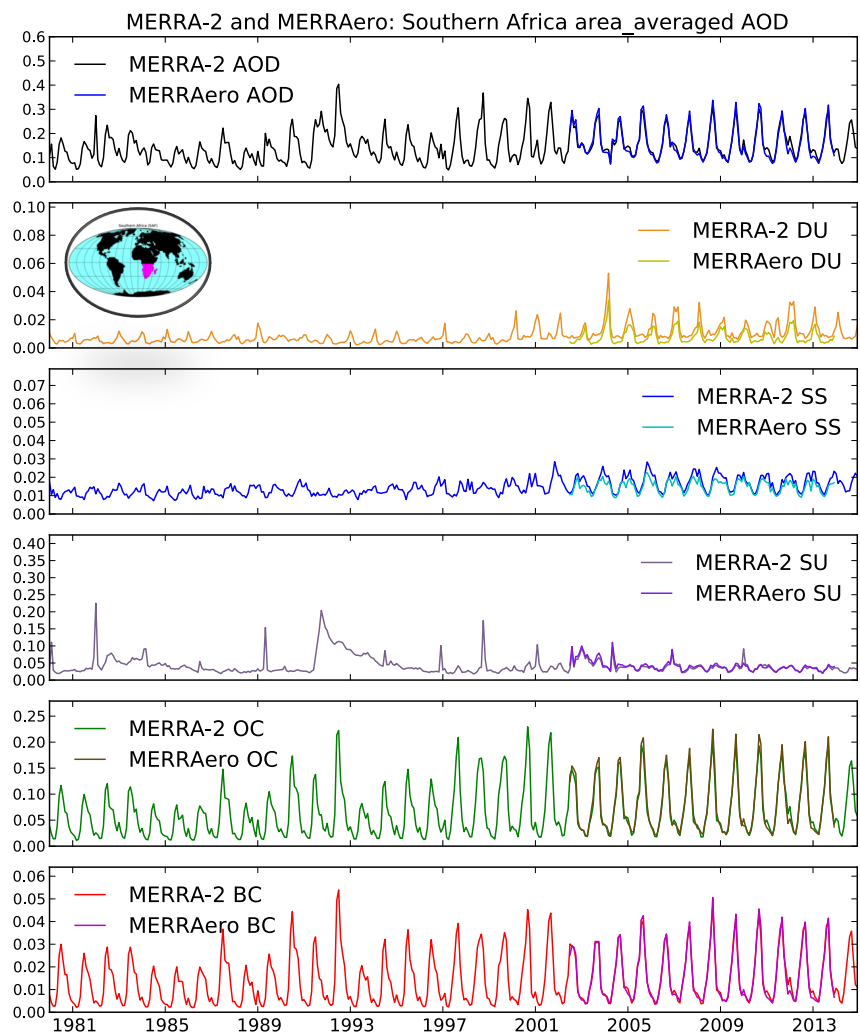 MERRA-2 and MERRAero: Southern Africa area_averaged AOD
0.6
0.5
0.4
0.3
0.2
0.1
0.0
MERRA-2 AOD
MERRAero AOD
0.10
0.08
0.06
0.04
0.02
0.00
Southern Africa (SAF)
MERRA-2 DU
MERRAero DU
0.07
0.06
0.05
0.04
0.03
0.02
0.01
0.00
MERRA-2 SS
MERRAero SS
0.40
0.35
0.30
0.25
0.20
0.15
0.10
0.05
0.00
MERRA-2 SU
MERRAero SU
0.25
0.20
0.15
0.10
0.05
0.00
MERRA-2 OC
MERRAero OC
0.06
0.05
0.04
0.03
0.02
0.01
0.00
MERRA-2 BC
MERRAero BC
1981 1985 1989 1993 1997 2001 2005 2009 2013